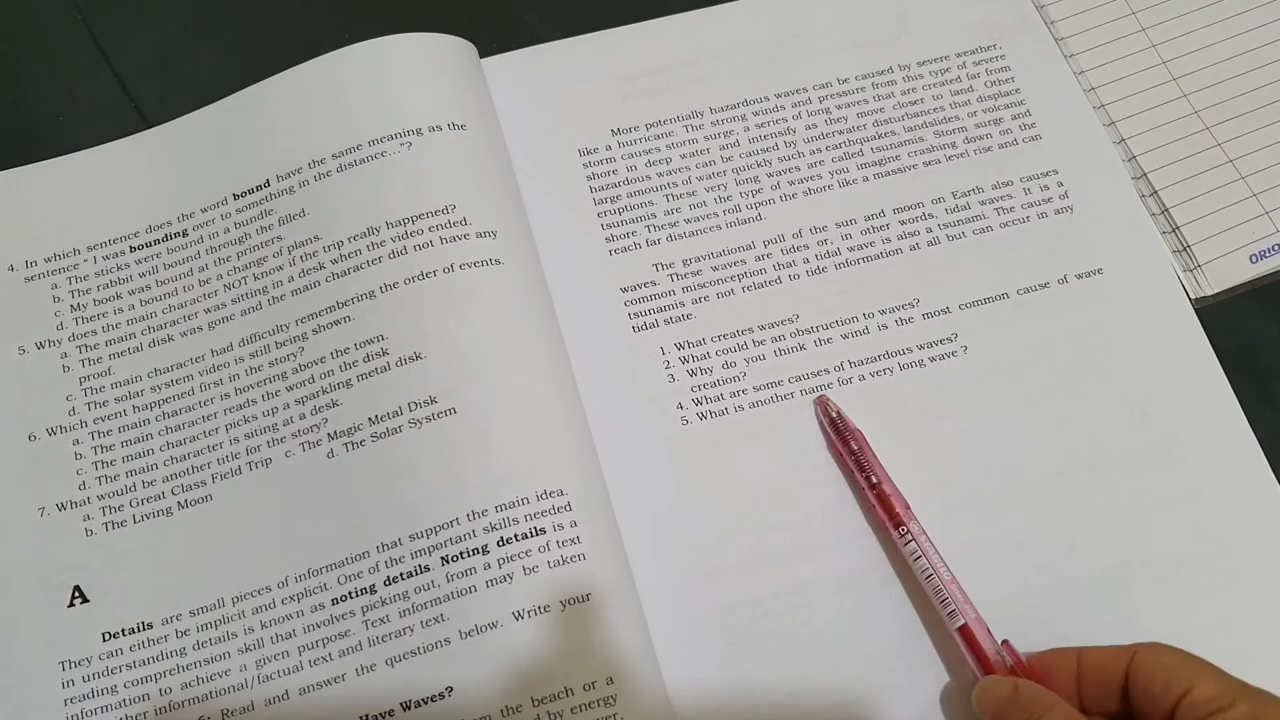 4. In which sentence does the word bound have the same meaning as the
sentence “ I was bounding over to something in the distance...”?
a. The sticks were bound in a bundle.
b. The rabbit will bound through the filled.
c. My book was bound at the printers.
d. There is a bound to be a change of plans.
5. Why does the main character NOT know if the trip really happened?
a. The main character was sitting in a desk when the video ended.
b. The metal disk was gone and the main character did not have any
proof.
c. The main character had difficulty remembering the order of events.
d. The solar system video is still being shown.
6. Which event happened first in the story?
a. The main character is hovering above the town.
b. The main character reads the word on the disk
c. The main character picks up a sparkling metal disk.
d. The main character is siting at a desk.
7. What would be another title for the story?
a. The Great Class Field Trip c. The Magic Metal Disk
b. The Living Moon d. The Solar System
A
Details are small pieces of information that support the main idea.
They can either be implicit and explicit. One of the important skills needed
in understanding details is known as noting details. Noting details is a
reading comprehension skill that involves picking out, from a piece of text
information to achieve a given purpose. Text information may be taken
informational/factual text and literary text.
Read and answer the questions below. Write your
Have Waves?
the beach or a
by energy
More potentially hazardous waves can be caused by severe weather,
like a hurricane. The strong winds and pressure from this type of severe
storm causes storm surge, a series of long waves that are created far from
shore in deep water and intensify as they move closer to land. Other
hazardous waves can be caused by underwater disturbances that displace
large amounts of water quickly such as earthquakes, landslides, or volcanic
eruptions. These very long waves are called tsunamis. Storm surge and
tsunamis are not the type of waves you imagine crashing down on the
shore. These waves roll upon the shore like a massive sea level rise and can
reach far distances inland.
The gravitational pull of the sun and moon on Earth also causes
waves. These waves are tides or, in other words, tidal waves. It is a
common misconception that a tidal wave is also a tsunami. The cause of
tsunamis are not related to tide information at all but can occur in any
tidal state.
1. What creates waves?
2. What could be an obstruction to waves?
3. Why do you think the wind is the most common cause of wave
creation?
4. What are some causes of hazardous waves?
5. What is another name for a very long wave ?